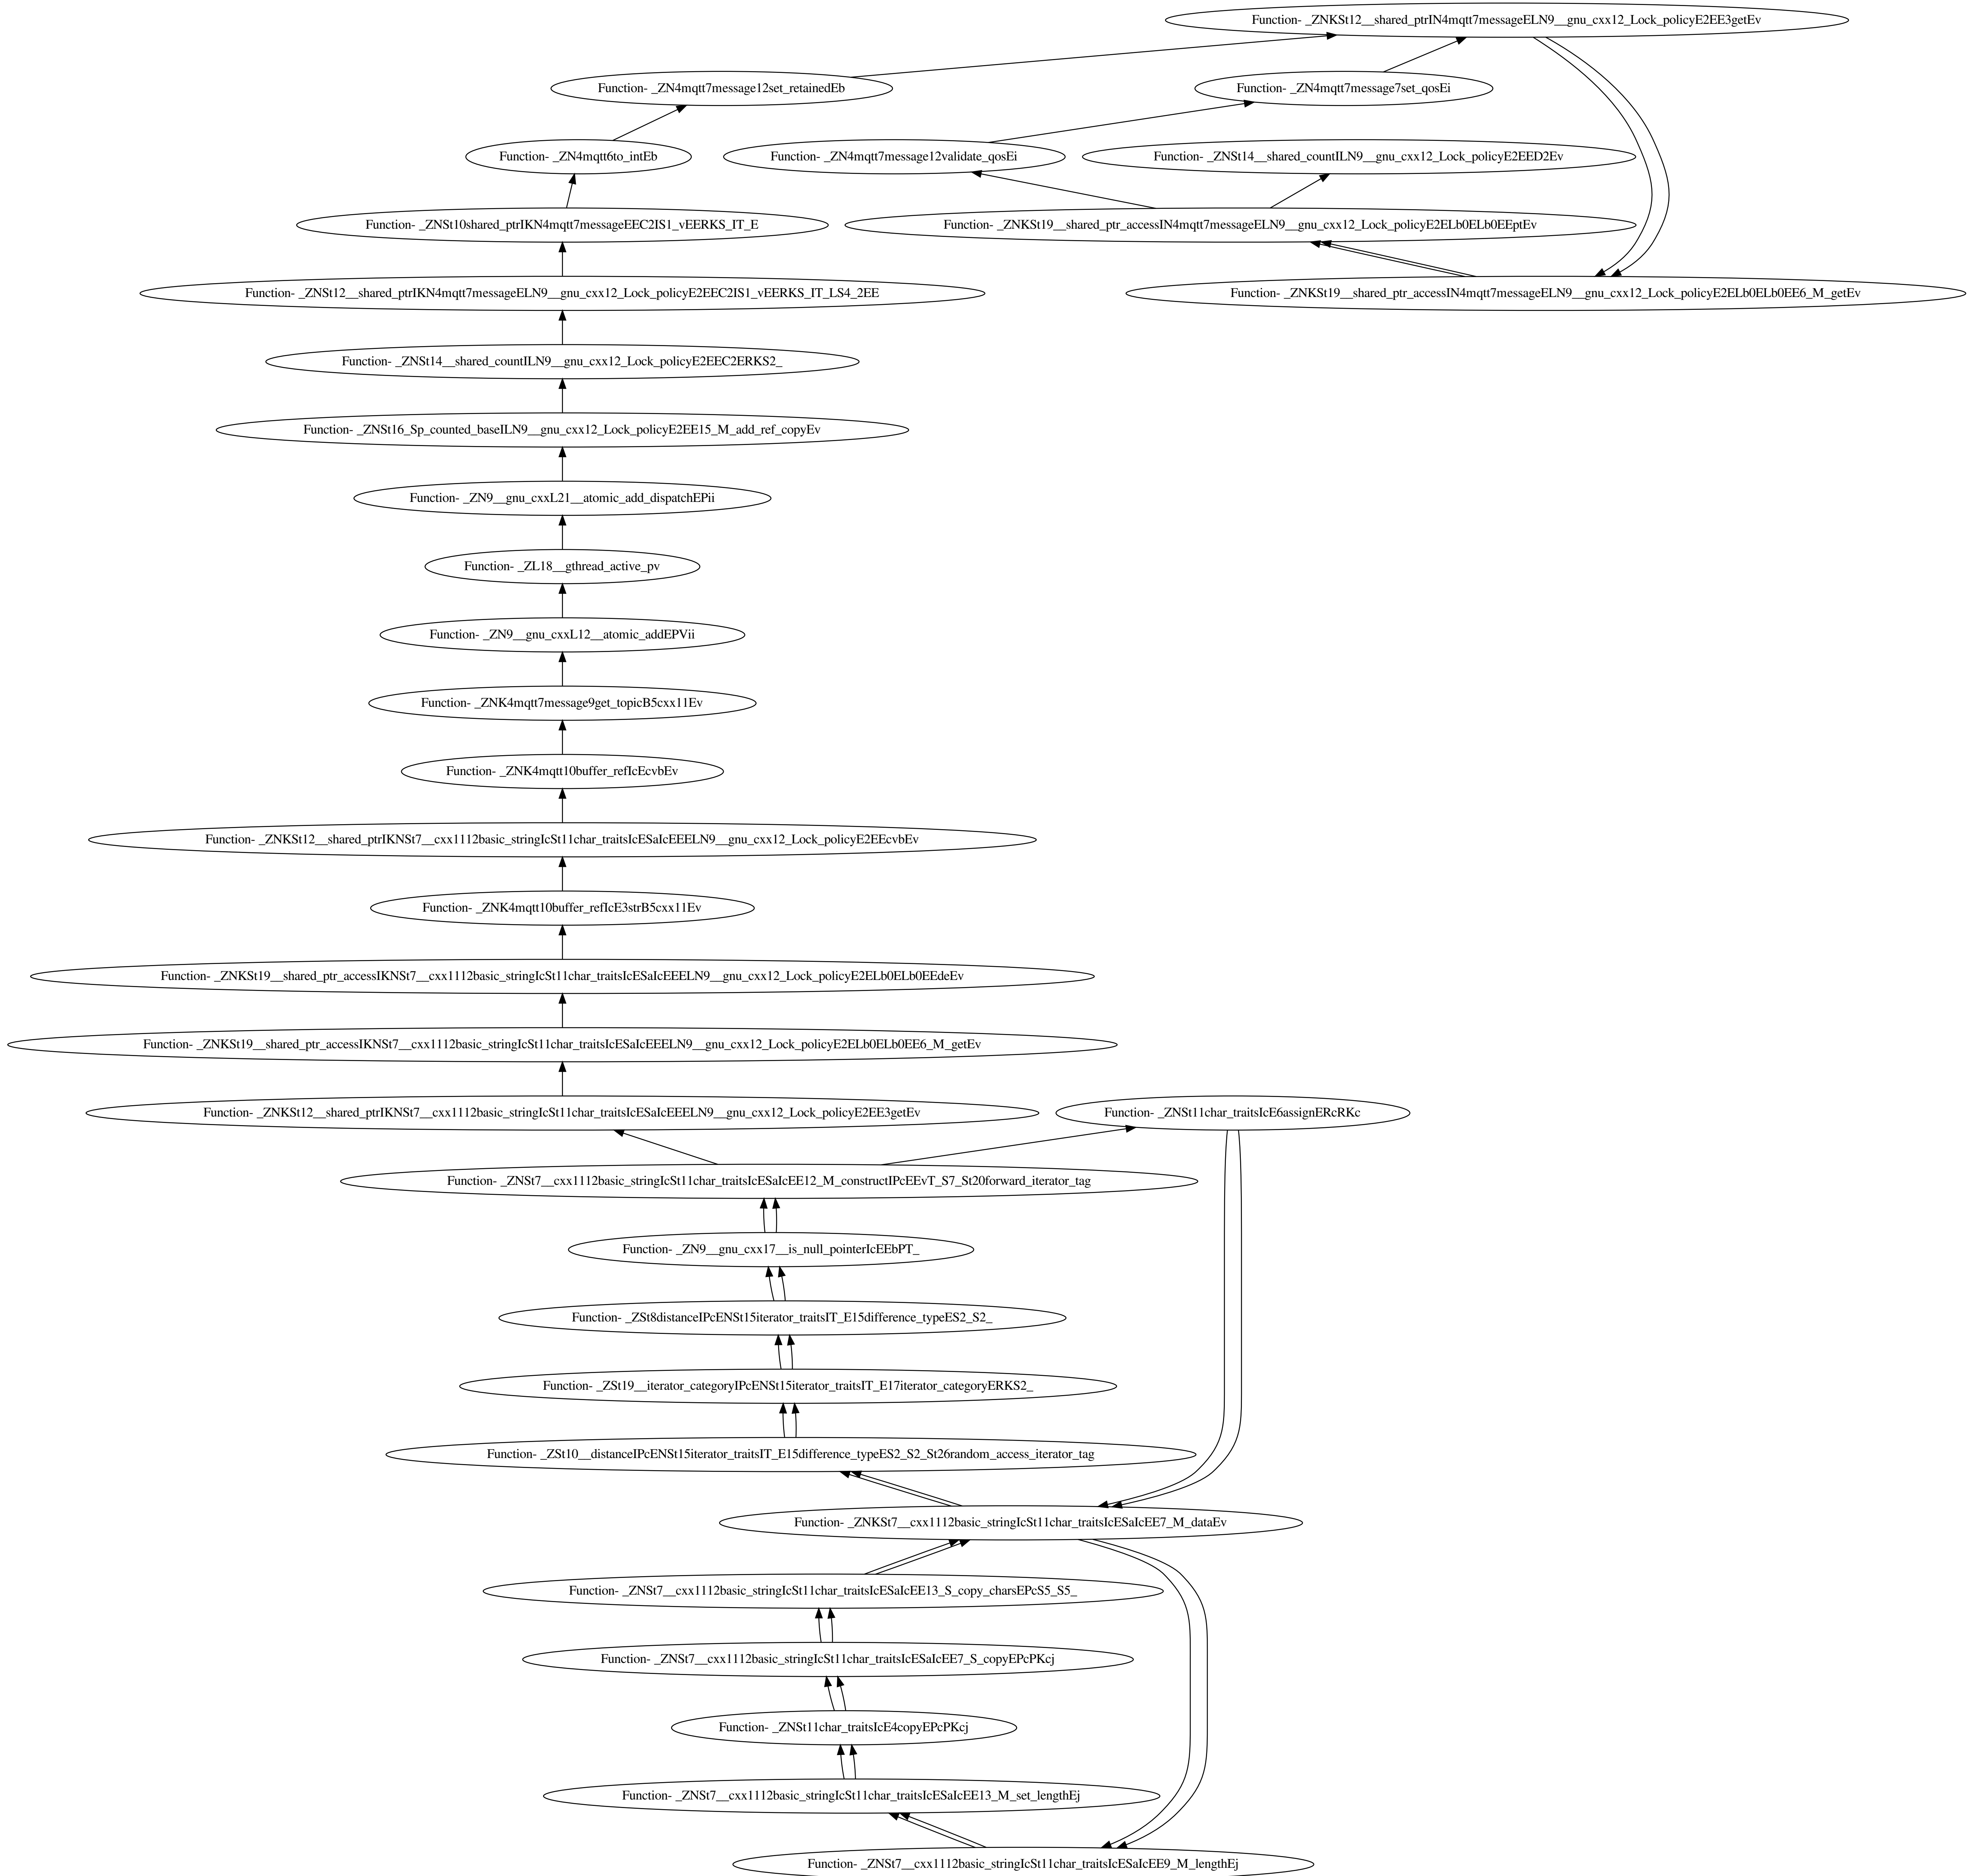 Function- _ZNKSt12__shared_ptrIN4mqtt7messageELN9__gnu_cxx12_Lock_policyE2EE3getEv
Function- _ZN4mqtt7message12set_retainedEb
Function- _ZN4mqtt7message7set_qosEi
Function- _ZN4mqtt6to_intEb
Function- _ZN4mqtt7message12validate_qosEi
Function- _ZNSt14__shared_countILN9__gnu_cxx12_Lock_policyE2EED2Ev
Function- _ZNSt10shared_ptrIKN4mqtt7messageEEC2IS1_vEERKS_IT_E
Function- _ZNKSt19__shared_ptr_accessIN4mqtt7messageELN9__gnu_cxx12_Lock_policyE2ELb0ELb0EEptEv
Function- _ZNSt12__shared_ptrIKN4mqtt7messageELN9__gnu_cxx12_Lock_policyE2EEC2IS1_vEERKS_IT_LS4_2EE
Function- _ZNKSt19__shared_ptr_accessIN4mqtt7messageELN9__gnu_cxx12_Lock_policyE2ELb0ELb0EE6_M_getEv
Function- _ZNSt14__shared_countILN9__gnu_cxx12_Lock_policyE2EEC2ERKS2_
Function- _ZNSt16_Sp_counted_baseILN9__gnu_cxx12_Lock_policyE2EE15_M_add_ref_copyEv
Function- _ZN9__gnu_cxxL21__atomic_add_dispatchEPii
Function- _ZL18__gthread_active_pv
Function- _ZN9__gnu_cxxL12__atomic_addEPVii
Function- _ZNK4mqtt7message9get_topicB5cxx11Ev
Function- _ZNK4mqtt10buffer_refIcEcvbEv
Function- _ZNKSt12__shared_ptrIKNSt7__cxx1112basic_stringIcSt11char_traitsIcESaIcEEELN9__gnu_cxx12_Lock_policyE2EEcvbEv
Function- _ZNK4mqtt10buffer_refIcE3strB5cxx11Ev
Function- _ZNKSt19__shared_ptr_accessIKNSt7__cxx1112basic_stringIcSt11char_traitsIcESaIcEEELN9__gnu_cxx12_Lock_policyE2ELb0ELb0EEdeEv
Function- _ZNKSt19__shared_ptr_accessIKNSt7__cxx1112basic_stringIcSt11char_traitsIcESaIcEEELN9__gnu_cxx12_Lock_policyE2ELb0ELb0EE6_M_getEv
Function- _ZNKSt12__shared_ptrIKNSt7__cxx1112basic_stringIcSt11char_traitsIcESaIcEEELN9__gnu_cxx12_Lock_policyE2EE3getEv
Function- _ZNSt11char_traitsIcE6assignERcRKc
Function- _ZNSt7__cxx1112basic_stringIcSt11char_traitsIcESaIcEE12_M_constructIPcEEvT_S7_St20forward_iterator_tag
Function- _ZN9__gnu_cxx17__is_null_pointerIcEEbPT_
Function- _ZSt8distanceIPcENSt15iterator_traitsIT_E15difference_typeES2_S2_
Function- _ZSt19__iterator_categoryIPcENSt15iterator_traitsIT_E17iterator_categoryERKS2_
Function- _ZSt10__distanceIPcENSt15iterator_traitsIT_E15difference_typeES2_S2_St26random_access_iterator_tag
Function- _ZNKSt7__cxx1112basic_stringIcSt11char_traitsIcESaIcEE7_M_dataEv
Function- _ZNSt7__cxx1112basic_stringIcSt11char_traitsIcESaIcEE13_S_copy_charsEPcS5_S5_
Function- _ZNSt7__cxx1112basic_stringIcSt11char_traitsIcESaIcEE7_S_copyEPcPKcj
Function- _ZNSt11char_traitsIcE4copyEPcPKcj
Function- _ZNSt7__cxx1112basic_stringIcSt11char_traitsIcESaIcEE13_M_set_lengthEj
Function- _ZNSt7__cxx1112basic_stringIcSt11char_traitsIcESaIcEE9_M_lengthEj